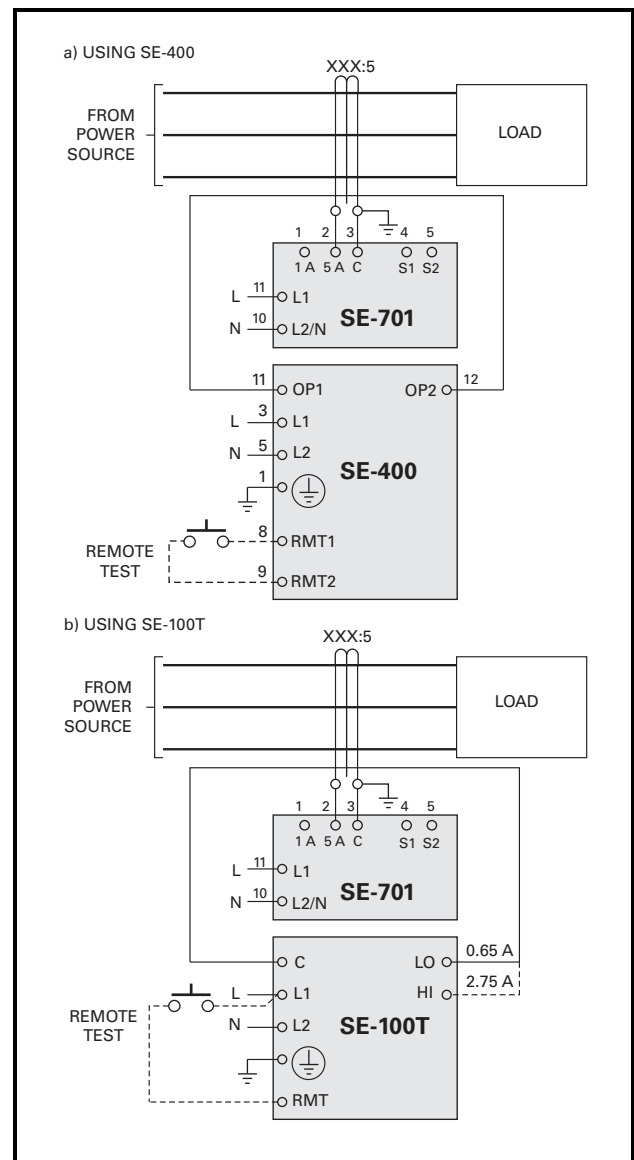 a) USING SE-400
XXX:5
FROM
POWER
SOURCE
LOAD
1 2 3 4 5
1 A 5 A C S1 S2
L 11 L1
SE-701
N 10 L2/N
11 OP1 OP2 12
L 3 L1
N 5 L2
SE-400
1
REMOTE
TEST
8 RMT1
9 RMT2
b) USING SE-100T
XXX:5
FROM
POWER
SOURCE
LOAD
1 2 3 4 5
1 A 5 A C S1 S2
L 11 L1
SE-701
N 10 L2/N
C LO 0.65 A
L L1 HI 2.75 A
REMOTE
TEST
N L2
SE-100T
RMT